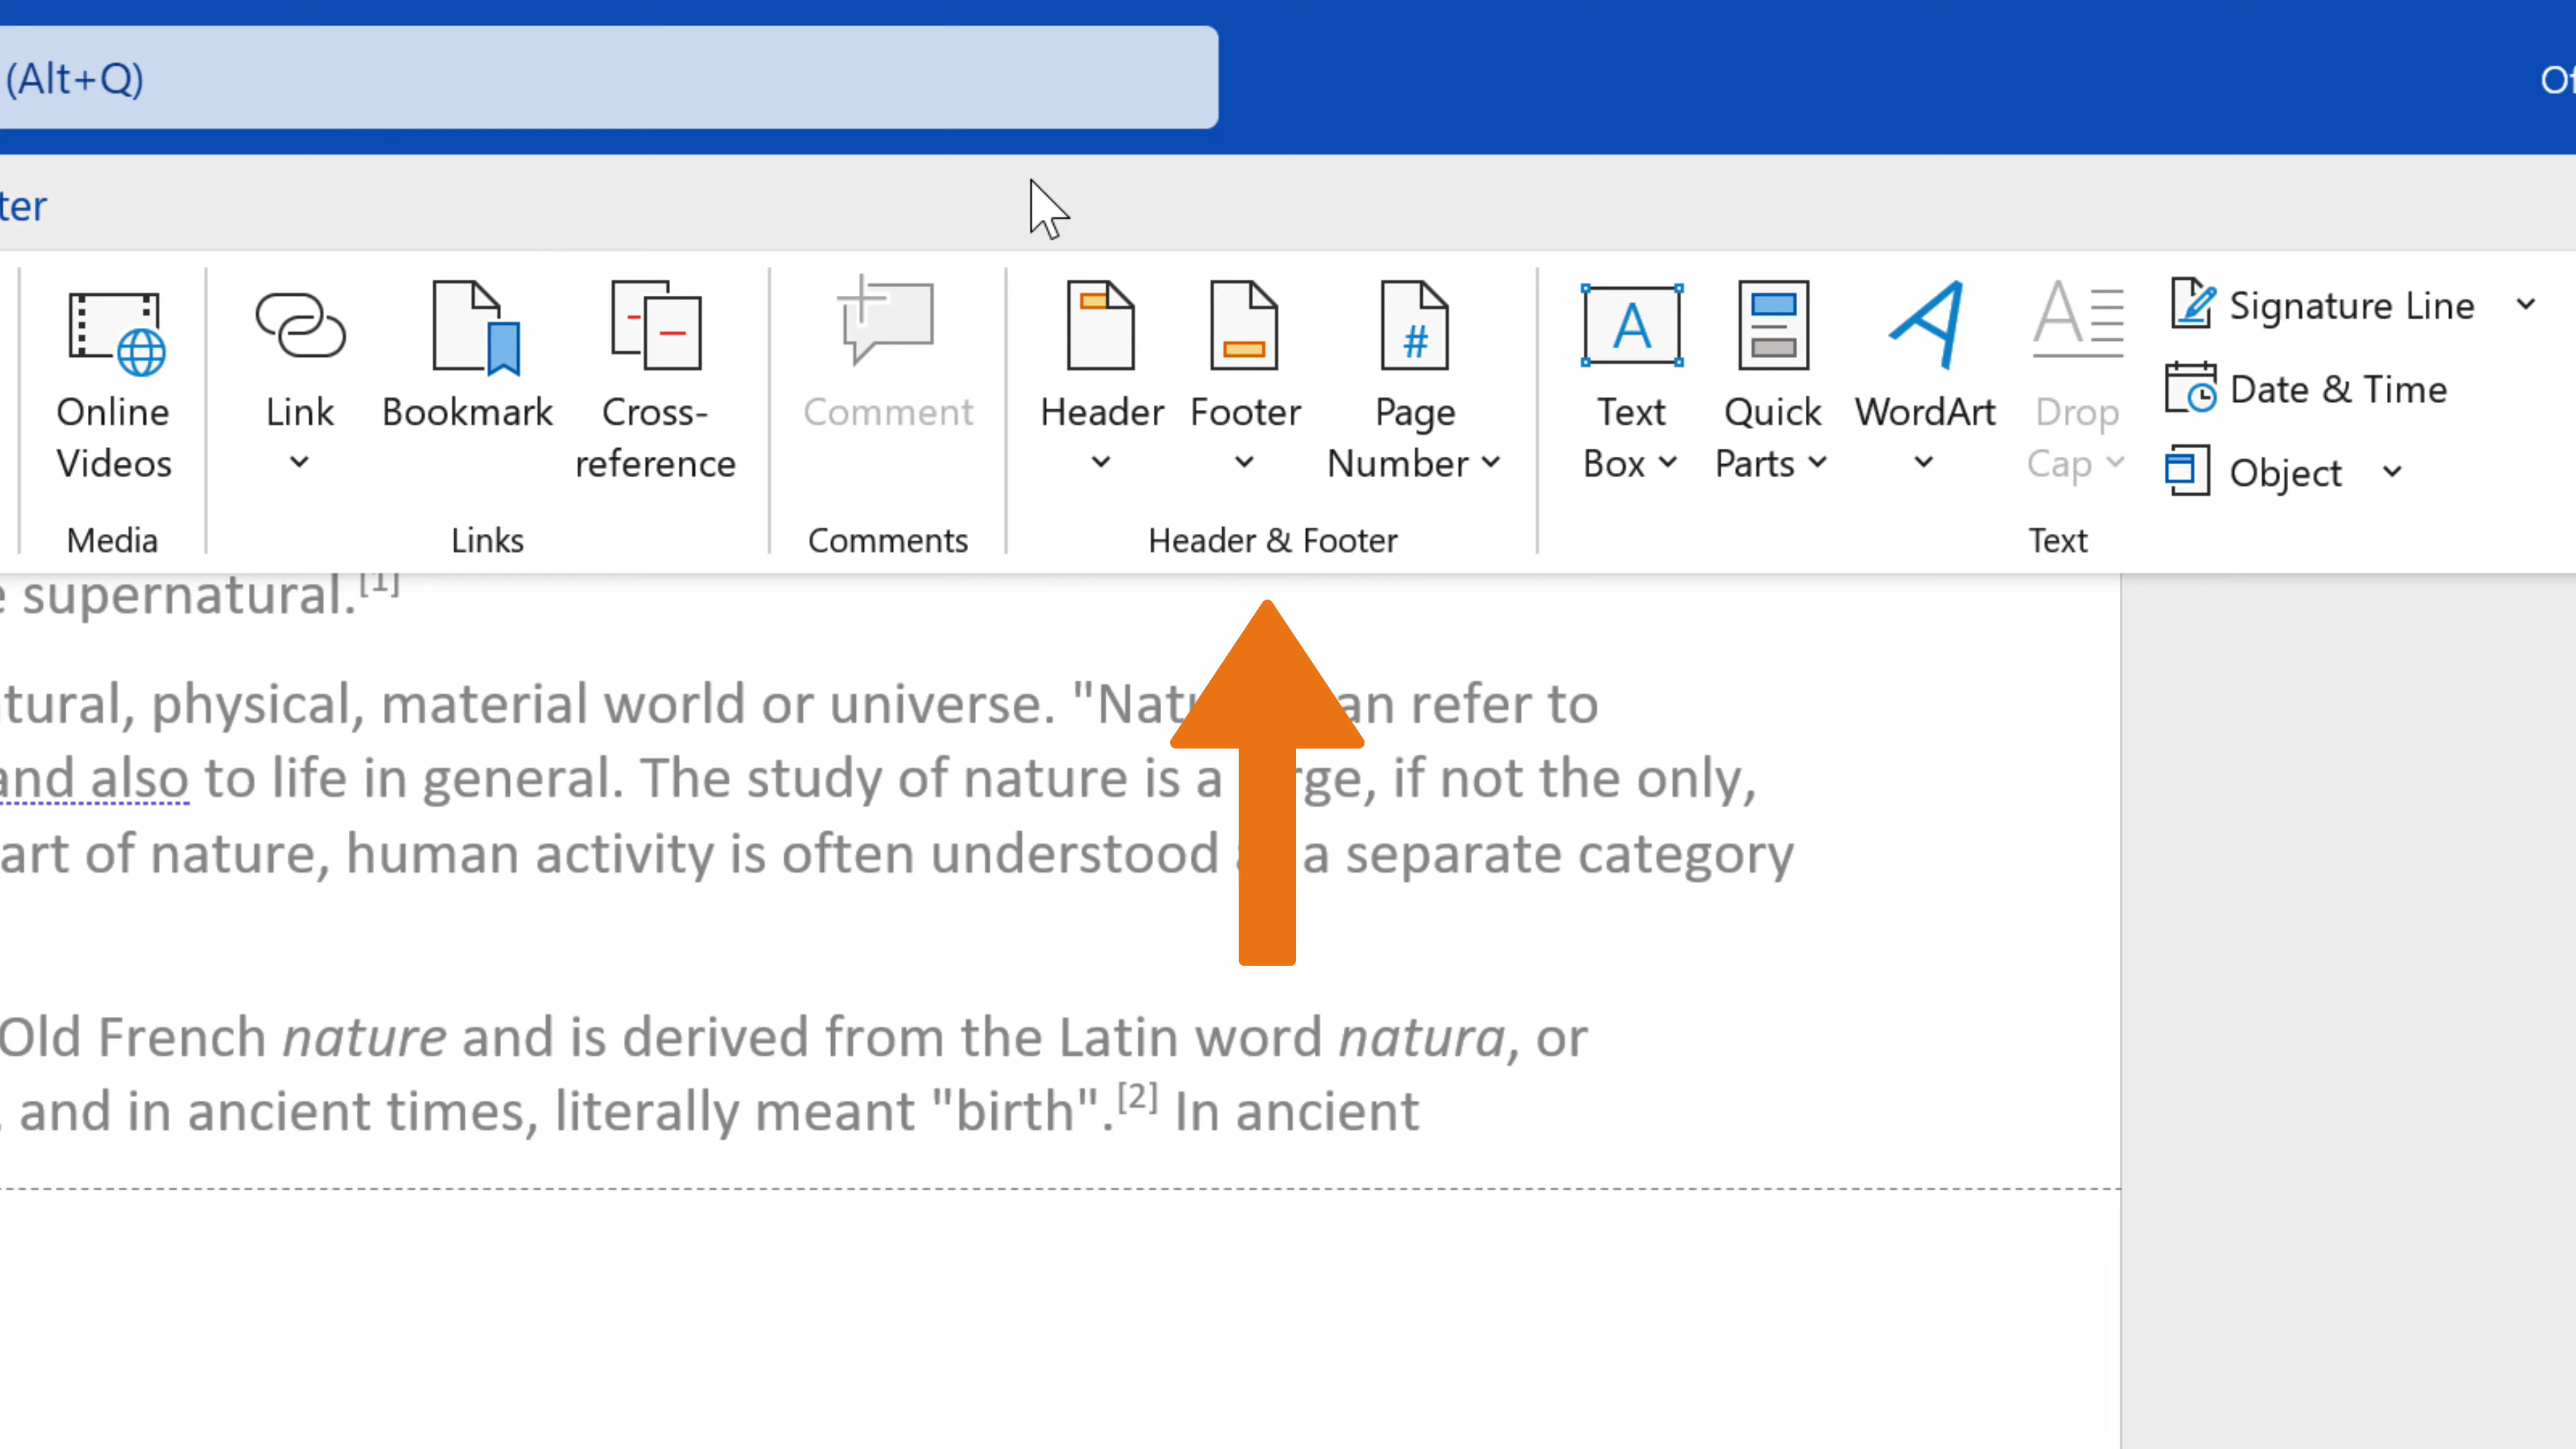 (Alt+Q)
ter
Online Videos
Link
Bookmark
Cross-reference
Comment
Header
Footer
Page Number
Text Box
Quick Parts
WordArt
Drop Cap
Signature Line
Date & Time
Object
Media
Links
Comments
Header & Footer
Text
supernatural.[1]
tural, physical, material world or universe. "Nat an refer to
and also to life in general. The study of nature is a rge, if not the only,
art of nature, human activity is often understood a separate category
Old French nature and is derived from the Latin word natura, or
, and in ancient times, literally meant "birth".[2] In ancient